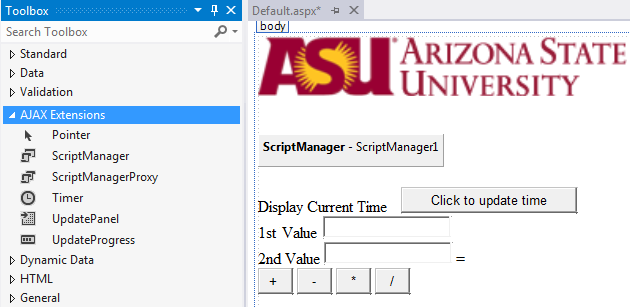 Toolbox
Search Toolbox
Standard
Data
Validation
AJAX Extensions
Pointer
ScriptManager
ScriptManagerProxy
Timer
UpdatePanel
UpdateProgress
Dynamic Data
HTML
General
Default.aspx*
body
ASU ARIZONA STATE
UNIVERSITY
ScriptManager - ScriptManager1
Display Current Time Click to update time
1st Value
2nd Value =
+ - * /